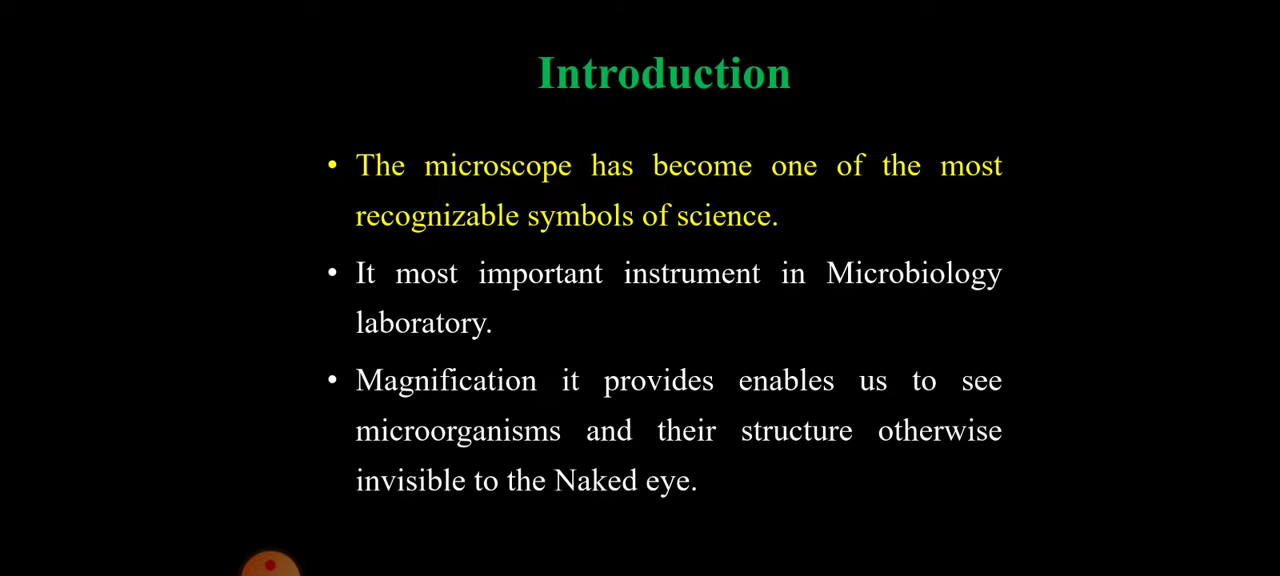 Introduction
• The microscope has become one of the most
recognizable symbols of science.
• It most important instrument in Microbiology
laboratory.
• Magnification it provides enables us to see
microorganisms and their structure otherwise
invisible to the Naked eye.